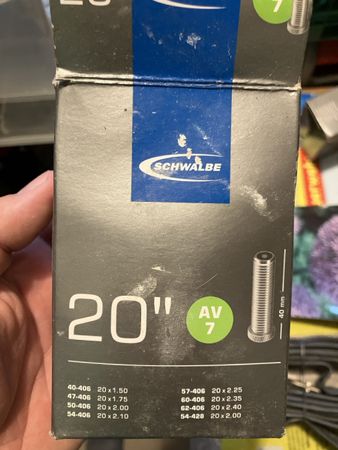 7
SCHWALBE
20"
AV
7
40 mm
40-406 20 x 1.50
47-406 20 x 1.75
50-406 20 x 2.00
54-406 20 x 2.10
57-406 20 x 2.25
60-406 20 x 2.35
62-406 20 x 2.40
54-428 20 x 2.00